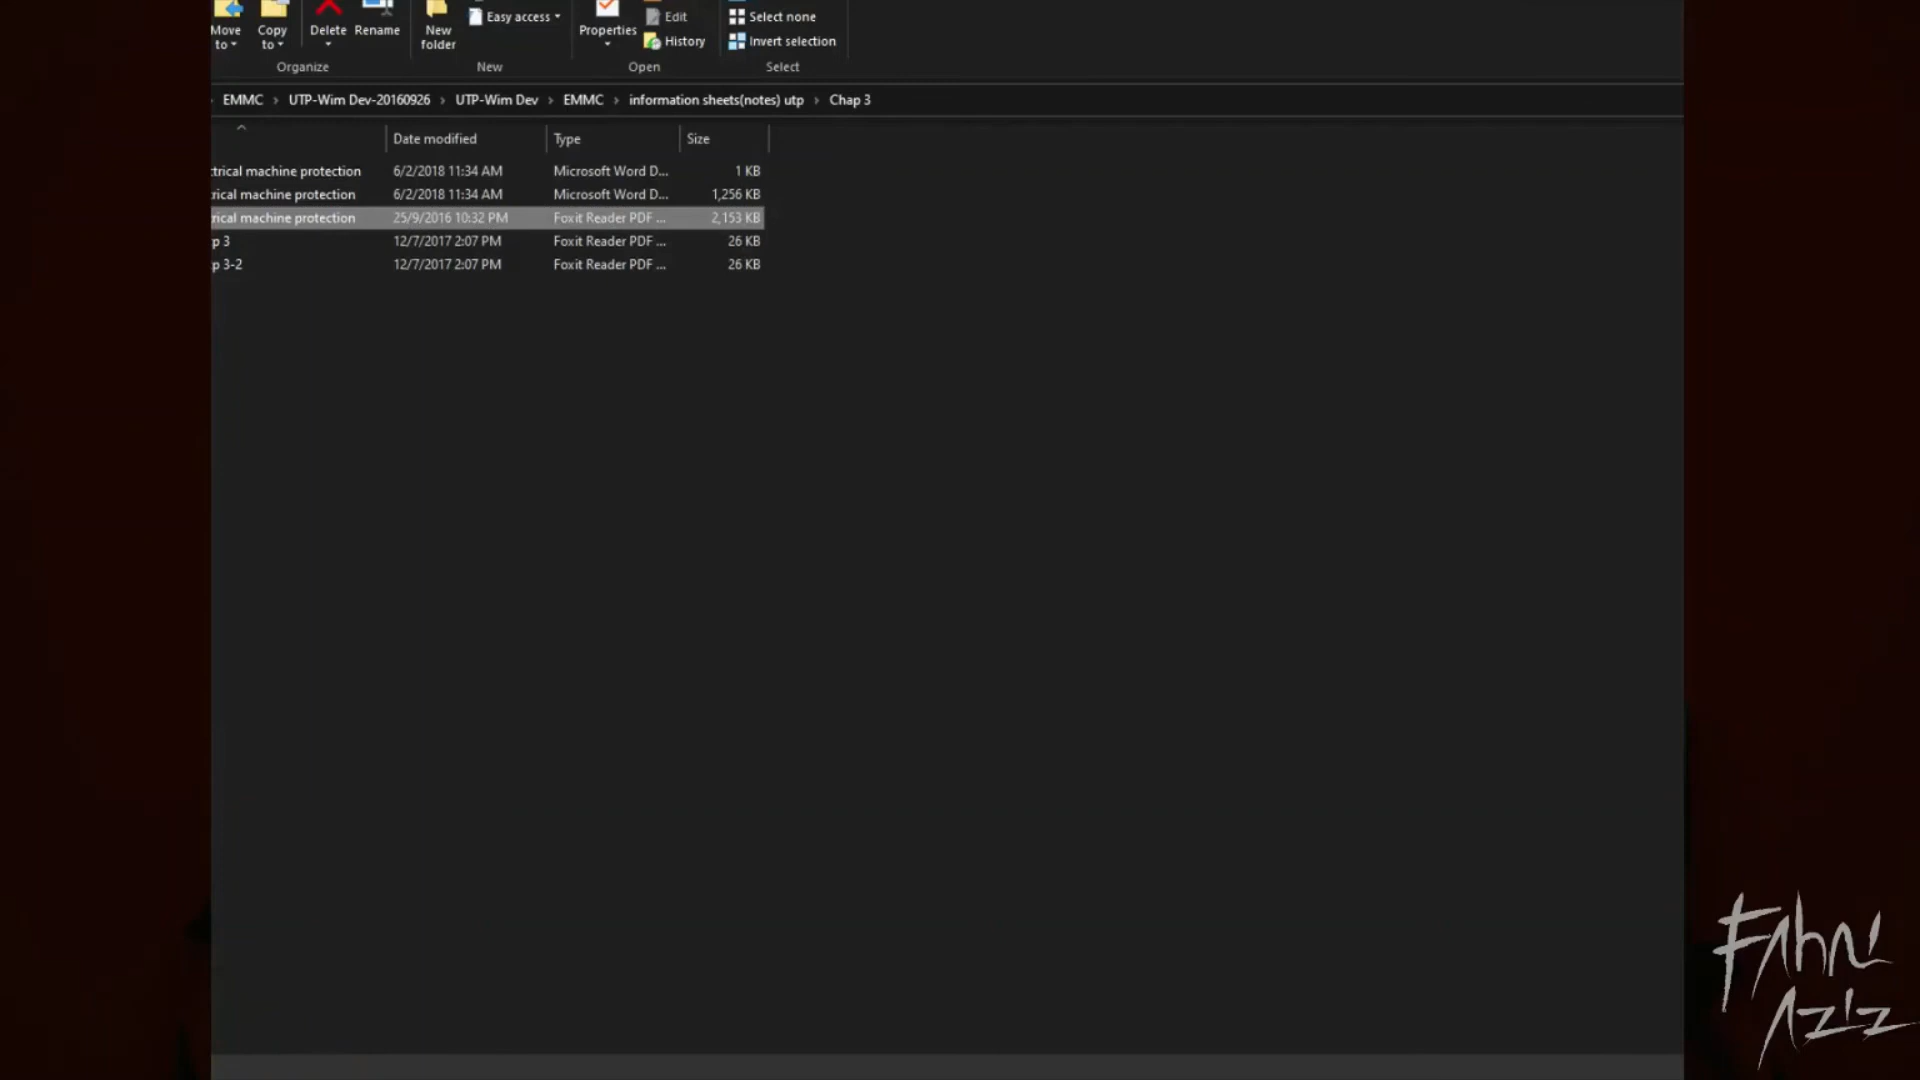 Move to
Copy to
Delete
Rename
New folder
Easy access
Properties
Edit
History
Select none
Invert selection
Organize
New
Open
Select
EMMC › UTP-Wim Dev-20160926 › UTP-Wim Dev › EMMC › information sheets(notes) utp › Chap 3
Date modified Type Size
trical machine protection 6/2/2018 11:34 AM Microsoft Word D... 1 KB
rical machine protection 6/2/2018 11:34 AM Microsoft Word D... 1,256 KB
rical machine protection 25/9/2016 10:32 PM Foxit Reader PDF ... 2,153 KB
p 3 12/7/2017 2:07 PM Foxit Reader PDF ... 26 KB
p 3-2 12/7/2017 2:07 PM Foxit Reader PDF ... 26 KB
AZIZ